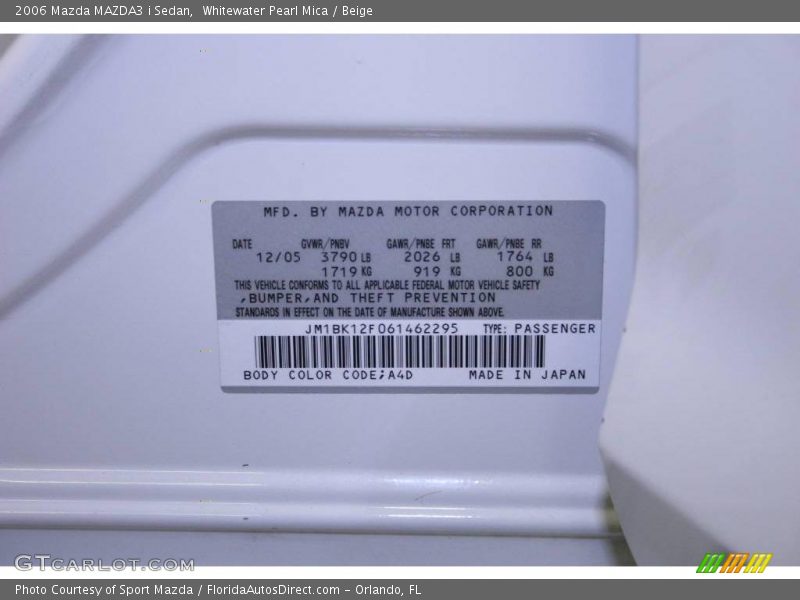 2006 Mazda MAZDA3 i Sedan,  Whitewater Pearl Mica / Beige
MFD. BY MAZDA MOTOR CORPORATION
DATE GVWR/PNBV GAWR/PNBE FRT GAWR/PNBE RR
12/05 3790 LB 2026 LB 1764 LB
1719 KG 919 KG 800 KG
THIS VEHICLE CONFORMS TO ALL APPLICABLE FEDERAL MOTOR VEHICLE SAFETY
,BUMPER,AND THEFT PREVENTION
STANDARDS IN EFFECT ON THE DATE OF MANUFACTURE SHOWN ABOVE.
JM1BK12F061462295 TYPE: PASSENGER
BODY COLOR CODE;A4D MADE IN JAPAN
GTCARLOT.COM
Photo Courtesy of Sport Mazda / FloridaAutosDirect.com – Orlando, FL